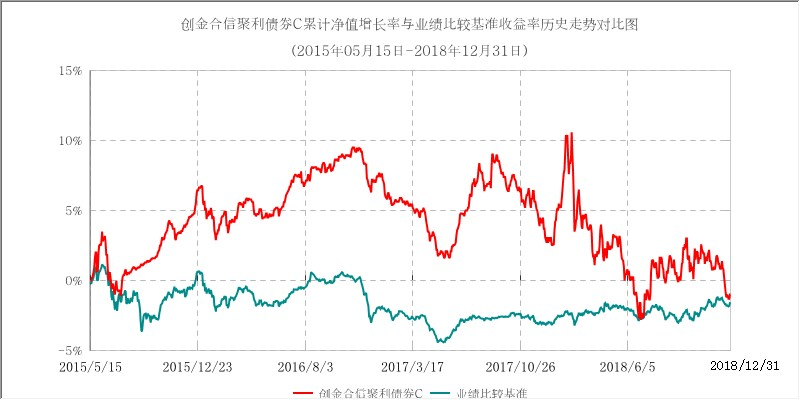 创金合信聚利债券C累计净值增长率与业绩比较基准收益率历史走势对比图
(2015年05月15日-2018年12月31日)
15%
10%
5%
0%
-5%
2015/5/15 2015/12/23 2016/8/3 2017/3/17 2017/10/26 2018/6/5 2018/12/31
创金合信聚利债券C 业绩比较基准